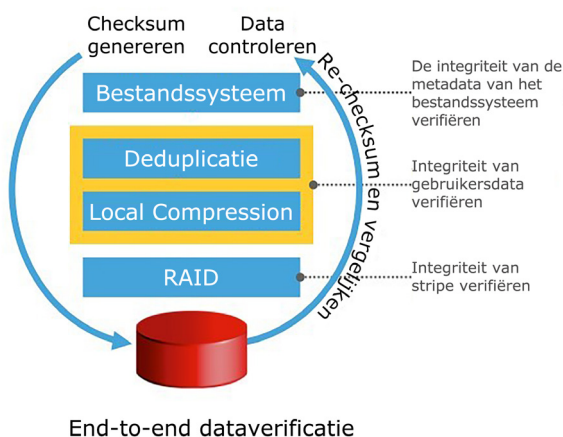 Checksum
genereren
Data
controleren
Re-checksum en vergelijken
Bestandssysteem
De integriteit van de
metadata van het
bestandssysteem
verifiëren
Deduplicatie
Local Compression
Integriteit van
gebruikersdata
verifiëren
RAID
Integriteit van
stripe verifiëren
End-to-end dataverificatie